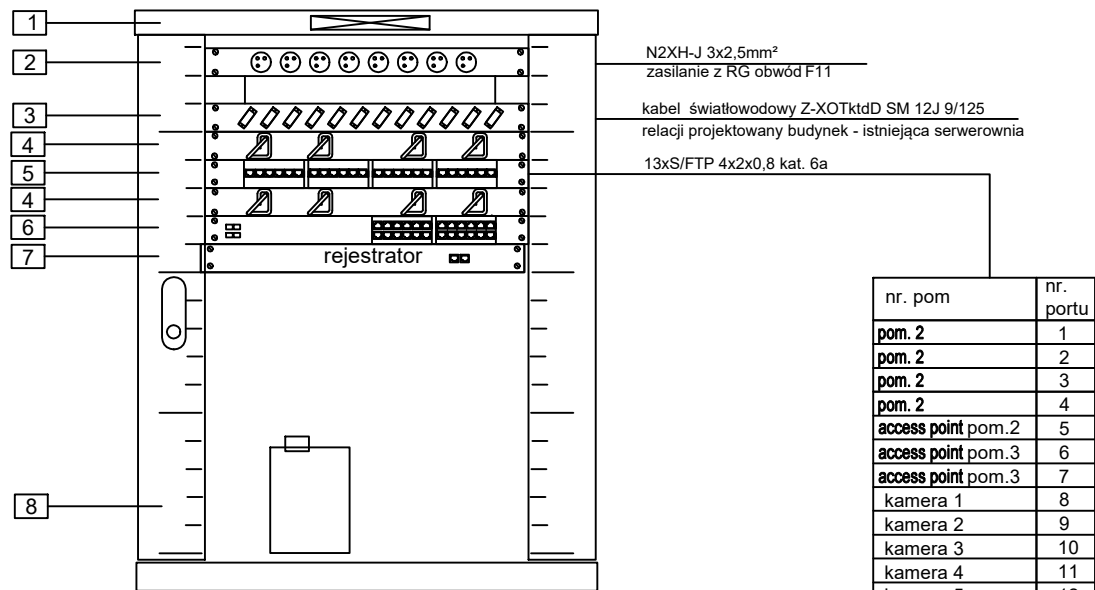 1
2
3
4
5
4
6
7
8
rejestrator
N2XH-J 3x2,5mm²
zasilanie z RG obwód F11
kabel światłowodowy Z-XOTktdD SM 12J 9/125
relacji projektowany budynek - istniejąca serwerownia
13xS/FTP 4x2x0,8 kat. 6a
nr. pom nr. portu
pom. 2 1
pom. 2 2
pom. 2 3
pom. 2 4
access point pom.2 5
access point pom.3 6
access point pom.3 7
kamera 1 8
kamera 2 9
kamera 3 10
kamera 4 11